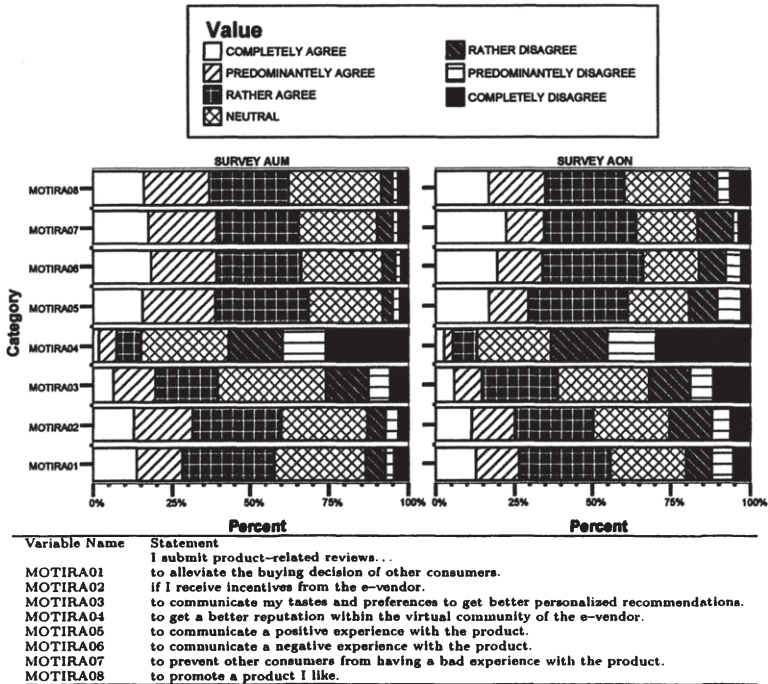 Value
COMPLETELY AGREE
PREDOMINANTELY AGREE
RATHER AGREE
NEUTRAL
RATHER DISAGREE
PREDOMINANTELY DISAGREE
COMPLETELY DISAGREE
SURVEY AUM
SURVEY AON
Category
MOTIRA08
MOTIRA07
MOTIRA06
MOTIRA05
MOTIRA04
MOTIRA03
MOTIRA02
MOTIRA01
0% 25% 50% 75% 100%
0% 25% 50% 75% 100%
Percent
Percent
Variable Name Statement
I submit product-related reviews...
MOTIRA01 to alleviate the buying decision of other consumers.
MOTIRA02 if I receive incentives from the e-vendor.
MOTIRA03 to communicate my tastes and preferences to get better personalized recommendations.
MOTIRA04 to get a better reputation within the virtual community of the e-vendor.
MOTIRA05 to communicate a positive experience with the product.
MOTIRA06 to communicate a negative experience with the product.
MOTIRA07 to prevent other consumers from having a bad experience with the product.
MOTIRA08 to promote a product I like.